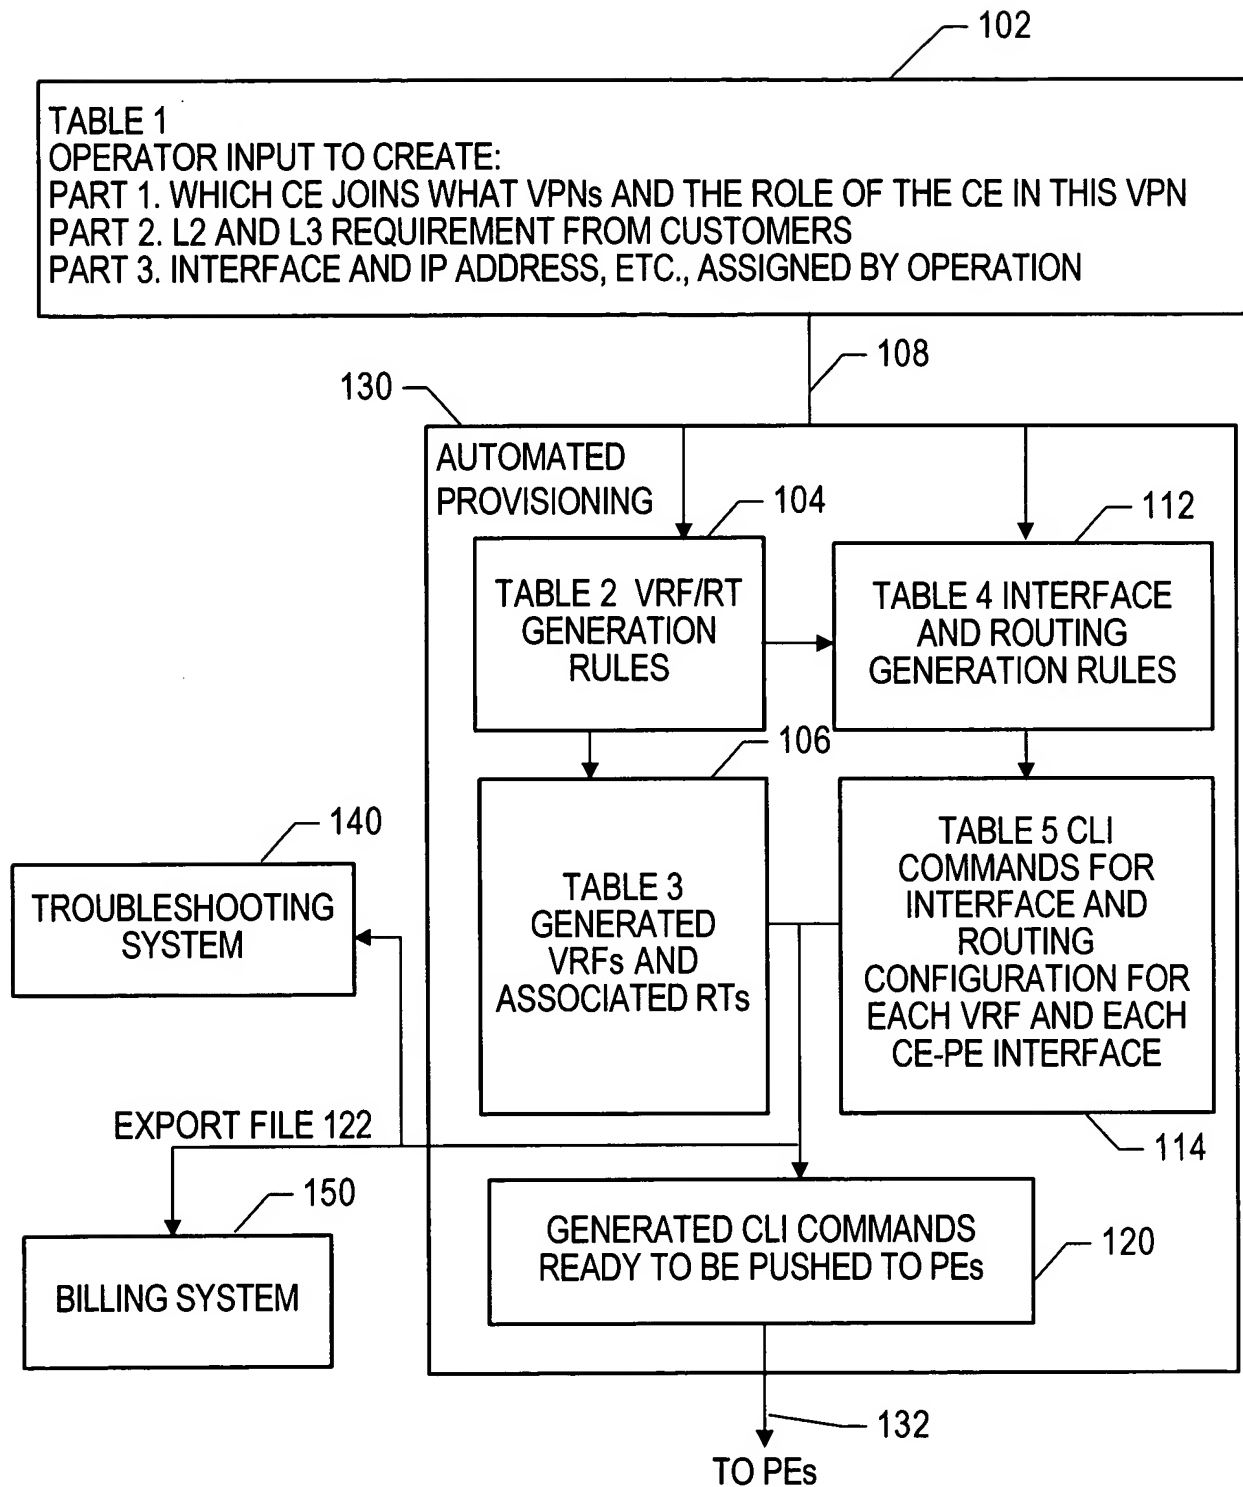 102
TABLE 1
OPERATOR INPUT TO CREATE:
PART 1. WHICH CE JOINS WHAT VPNs AND THE ROLE OF THE CE IN THIS VPN
PART 2. L2 AND L3 REQUIREMENT FROM CUSTOMERS
PART 3. INTERFACE AND IP ADDRESS, ETC., ASSIGNED BY OPERATION
108
130
AUTOMATED
PROVISIONING
104
112
TABLE 2 VRF/RT
GENERATION
RULES
TABLE 4 INTERFACE
AND ROUTING
GENERATION RULES
106
TABLE 3
GENERATED
VRFs AND
ASSOCIATED RTs
TABLE 5 CLI
COMMANDS FOR
INTERFACE AND
ROUTING
CONFIGURATION FOR
EACH VRF AND EACH
CE-PE INTERFACE
140
TROUBLESHOOTING
SYSTEM
EXPORT FILE 122
114
150
BILLING SYSTEM
GENERATED CLI COMMANDS
READY TO BE PUSHED TO PEs
120
132
TO PEs